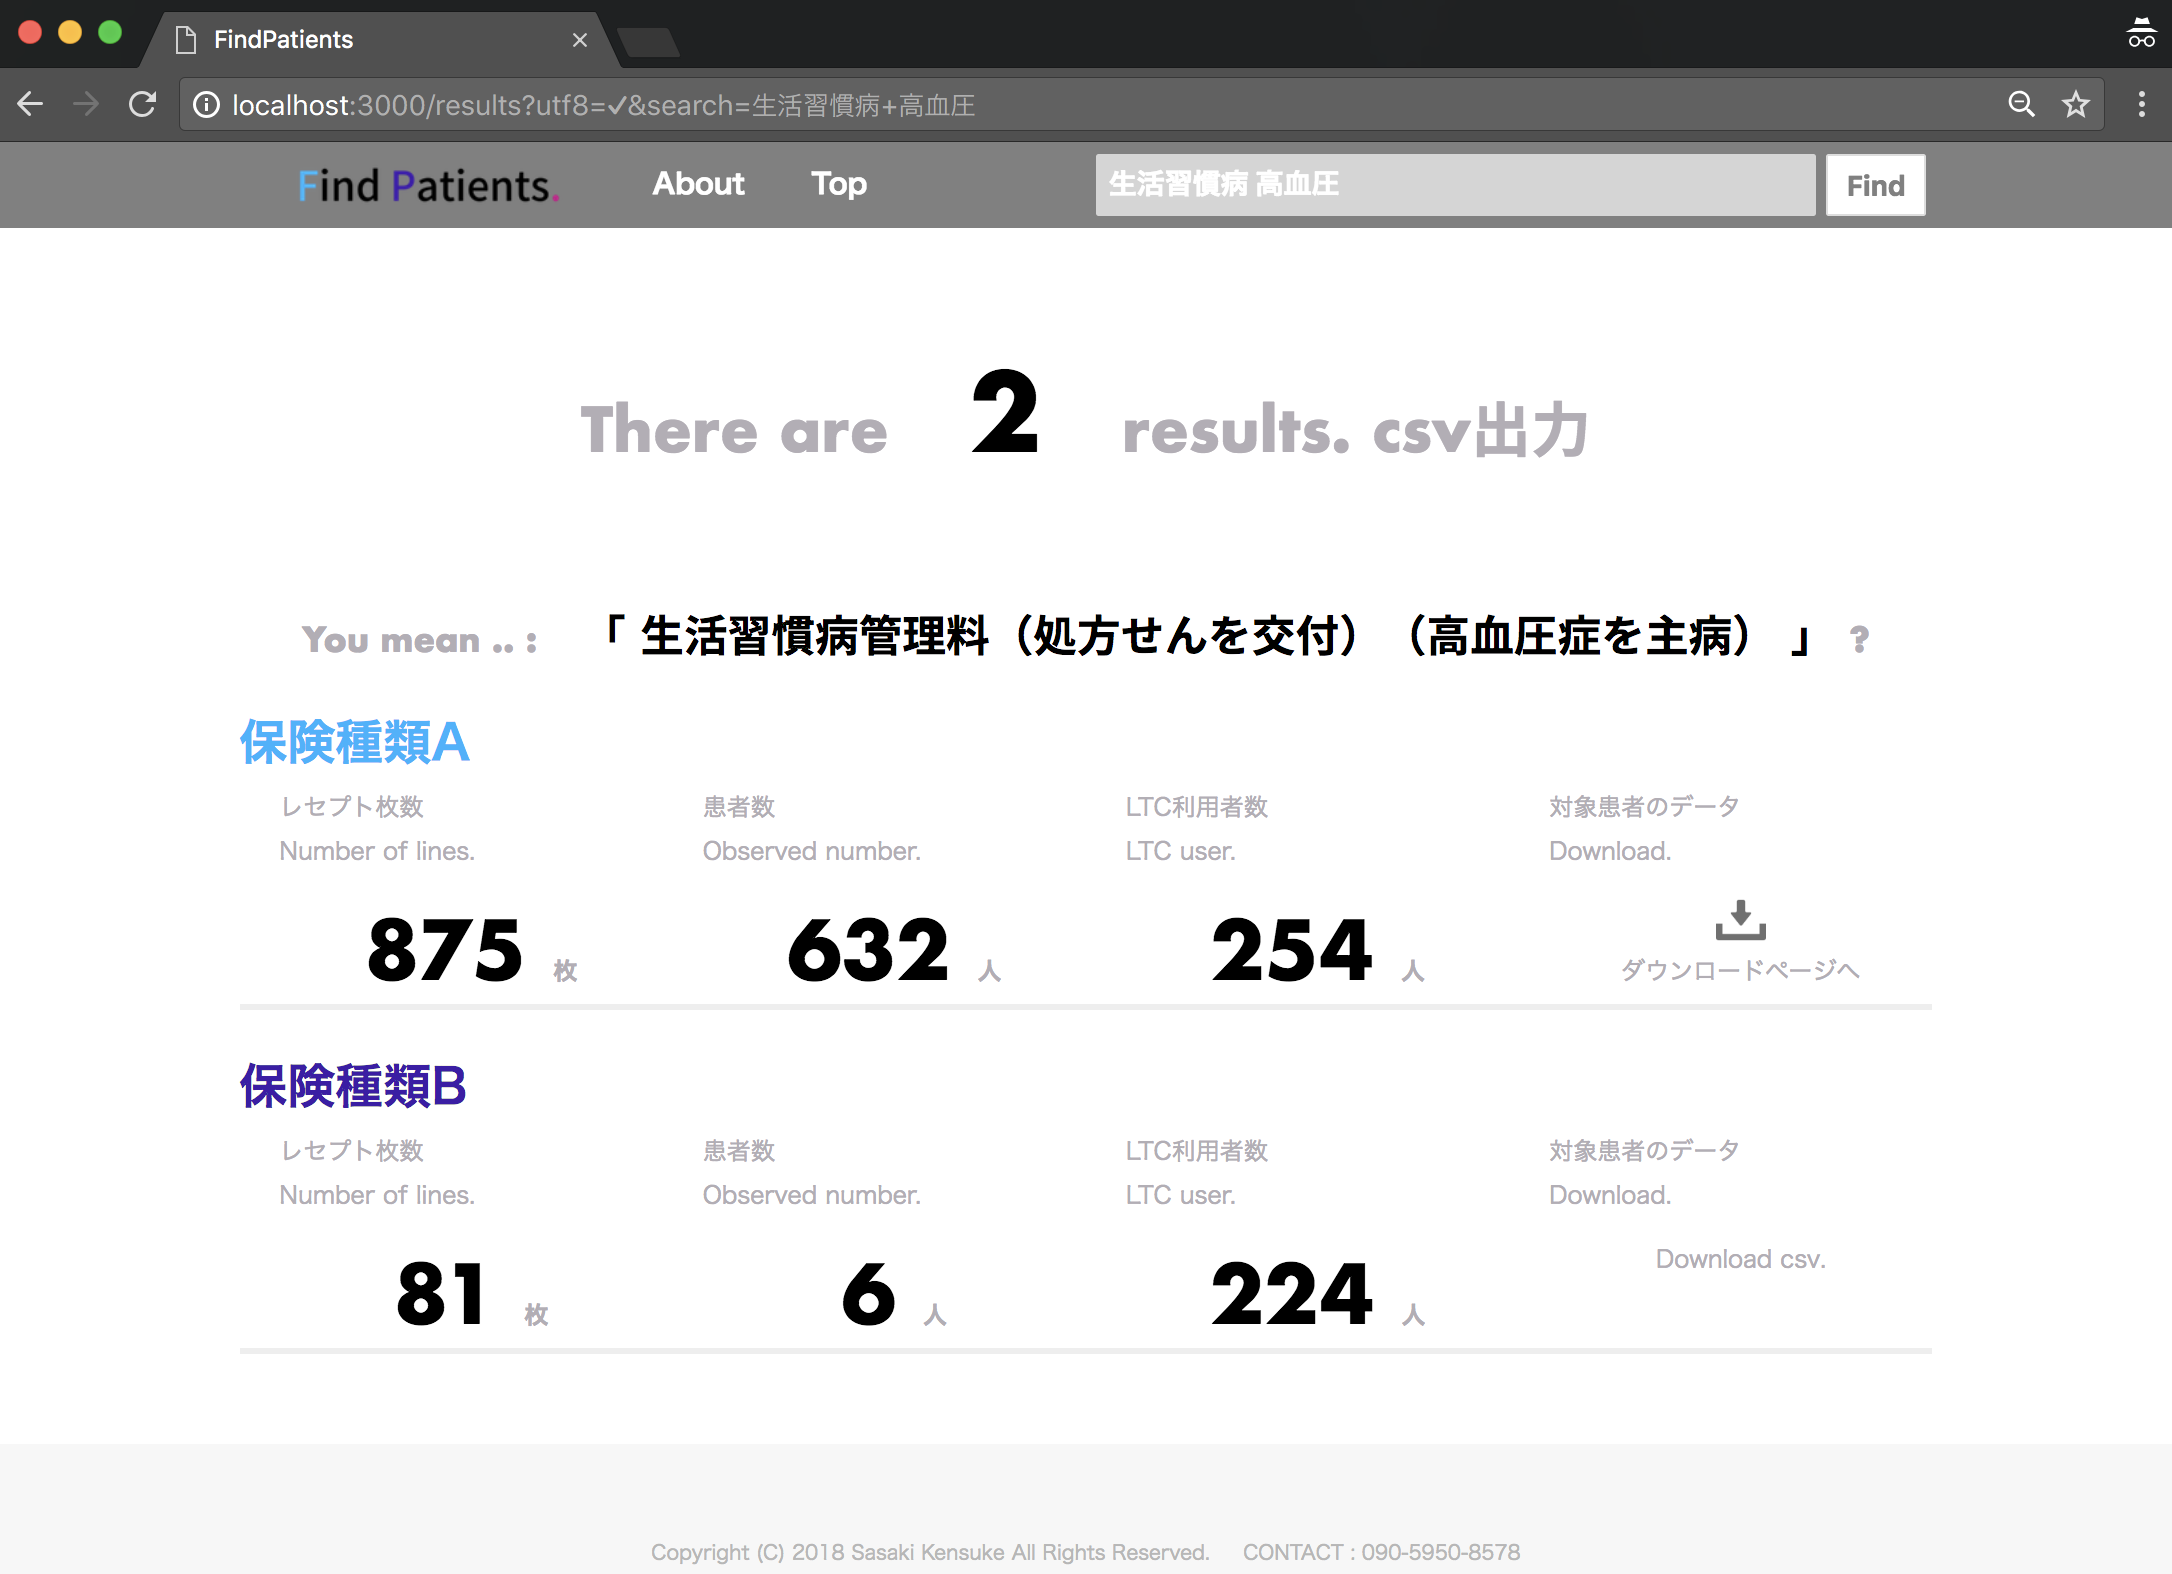 FindPatients
localhost:3000/results?utf8=✓&search=生活習慣病+高血圧
Find Patients.
About
Top
生活習慣病 高血圧
Find
There are 2 results. csv出力
You mean .. : 「 生活習慣病管理料（処方せんを交付）（高血圧症を主病） 」 ?
保険種類A
レセプト枚数 患者数 LTC利用者数 対象患者のデータ
Number of lines. Observed number. LTC user. Download.
875 枚 632 人 254 人 ダウンロードページへ
保険種類B
レセプト枚数 患者数 LTC利用者数 対象患者のデータ
Number of lines. Observed number. LTC user. Download.
81 枚 6 人 224 人 Download csv.
Copyright (C) 2018 Sasaki Kensuke All Rights Reserved. CONTACT : 090-5950-8578